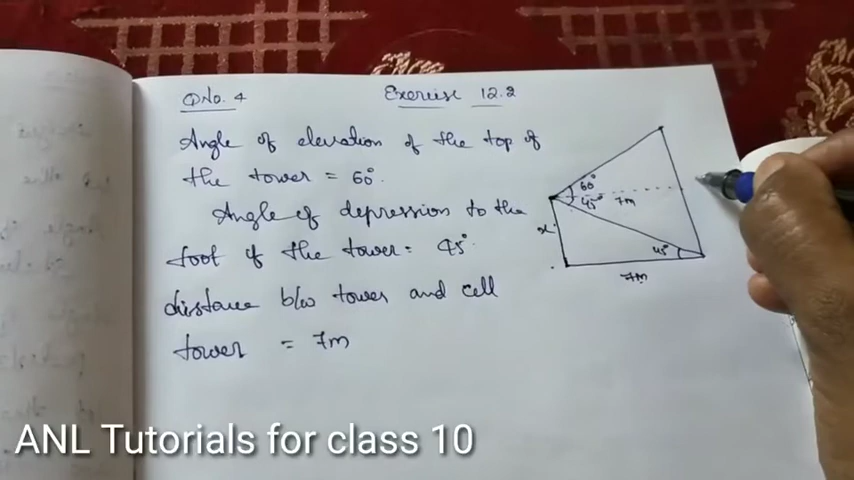 QNo. 4
Exercise 12.2
Angle of elevation of the top of
the tower = 60°.
Angle of depression to the
foot of the tower = 45°.
distance b/w tower and cell
tower = 7m
60°
45°
7m
x
45°
7m
ANL Tutorials for class 10